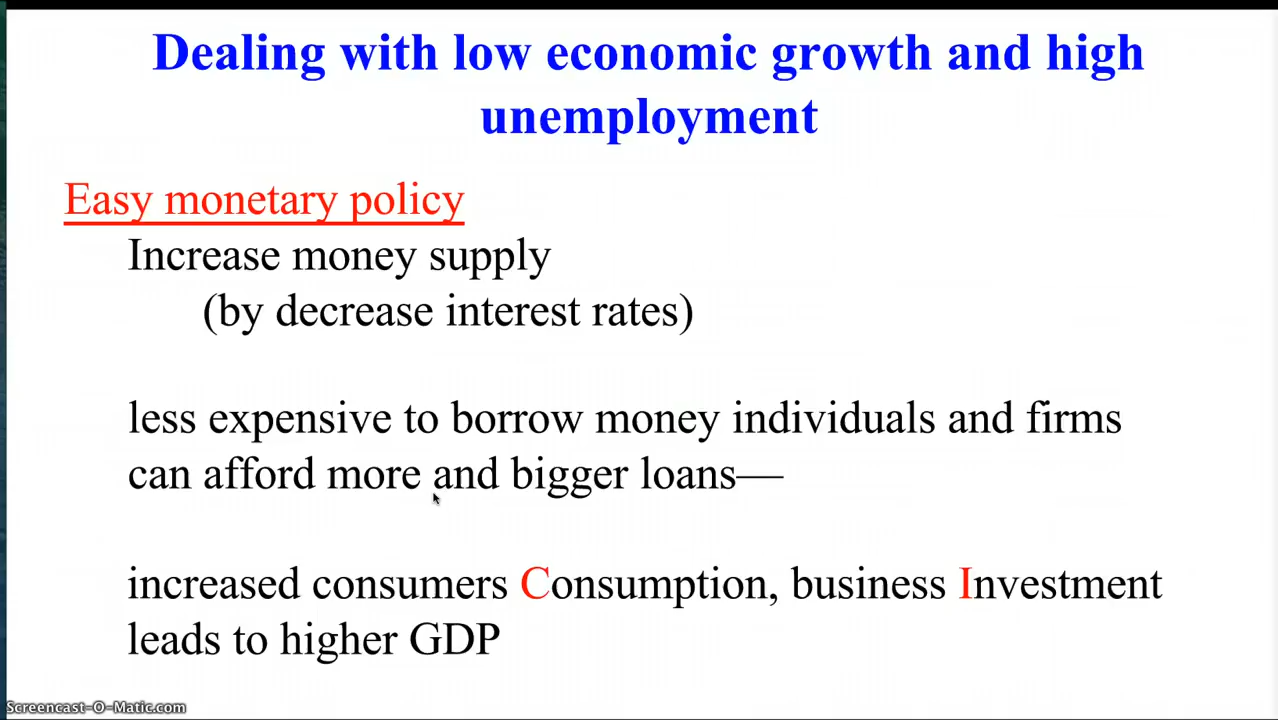 Dealing with low economic growth and high
unemployment
Easy monetary policy
Increase money supply
(by decrease interest rates)
less expensive to borrow money individuals and firms
can afford more and bigger loans—
increased consumers Consumption, business Investment
leads to higher GDP
Screencast-O-Matic.com